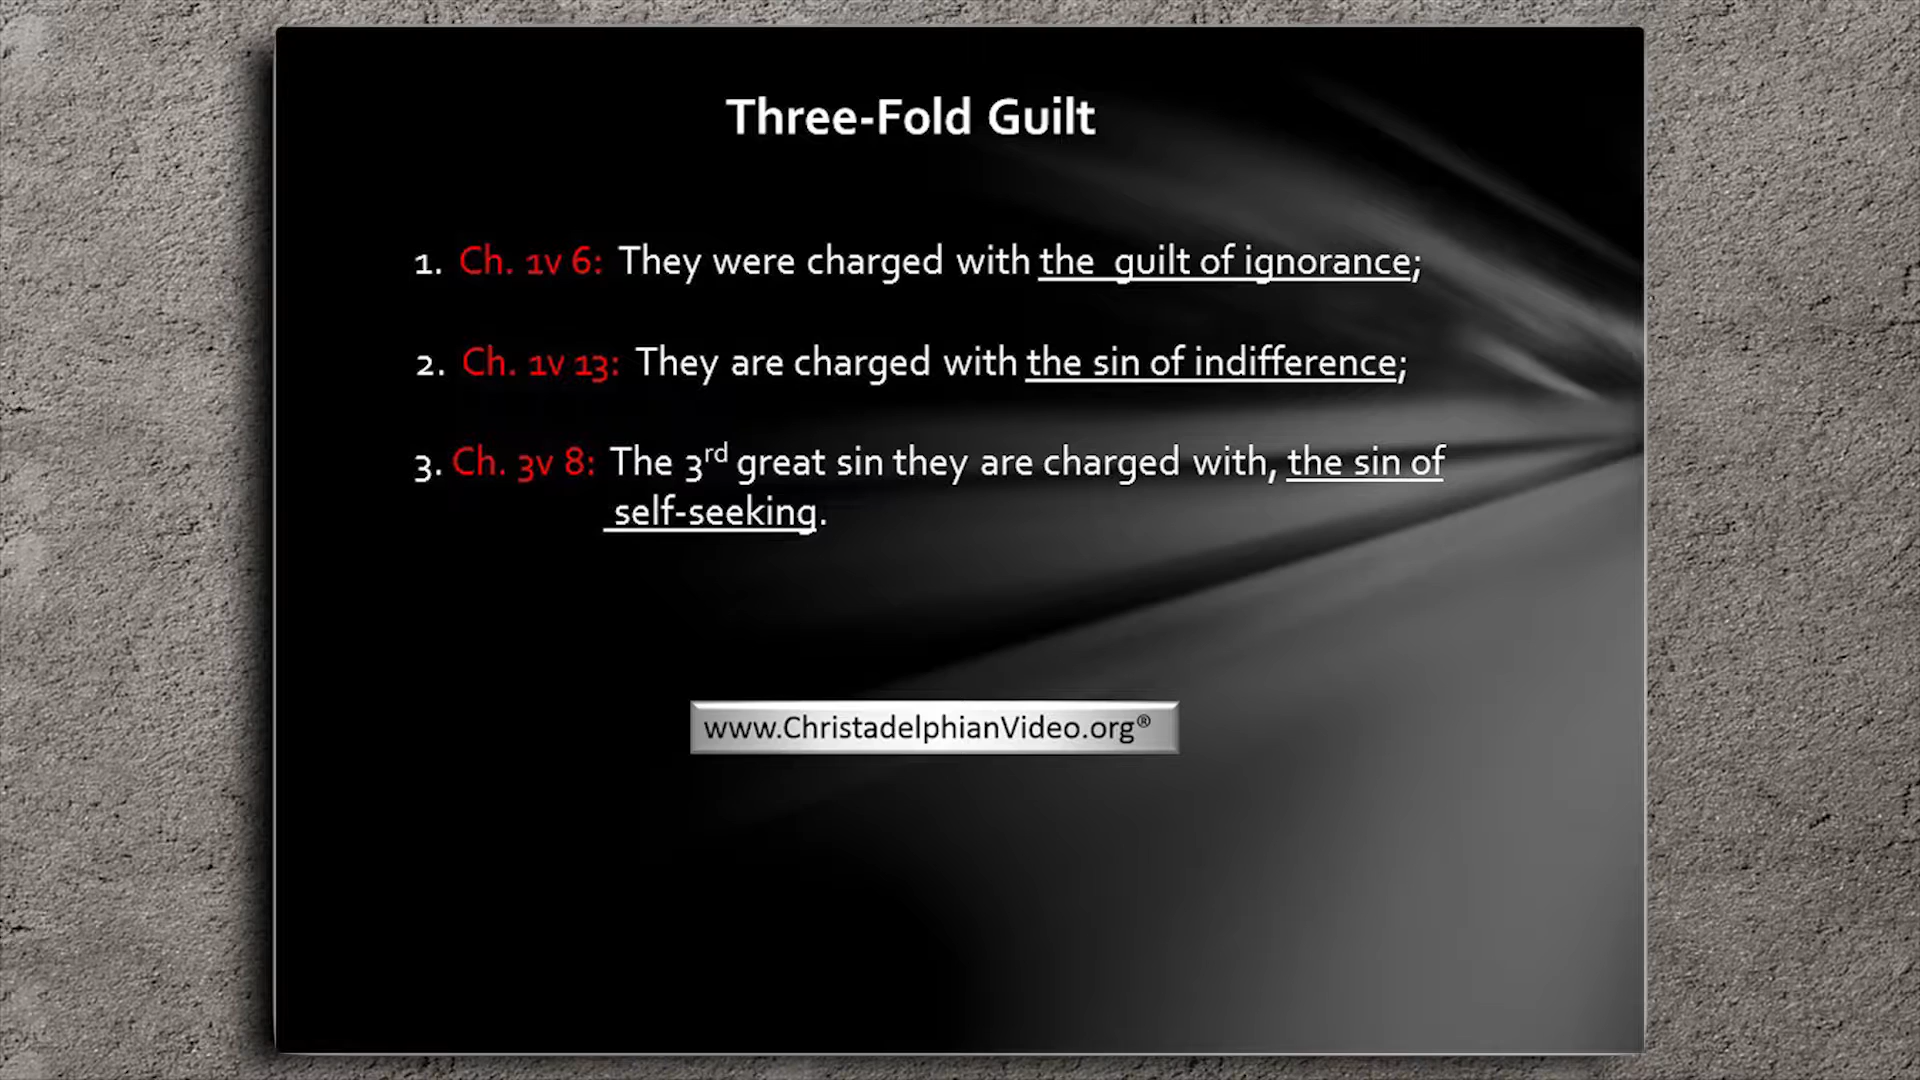 Three-Fold Guilt
1. Ch. 1v 6: They were charged with the guilt of ignorance;
2. Ch. 1v 13: They are charged with the sin of indifference;
3. Ch. 3v 8: The 3rd great sin they are charged with, the sin of
self-seeking.
www.ChristadelphianVideo.org®